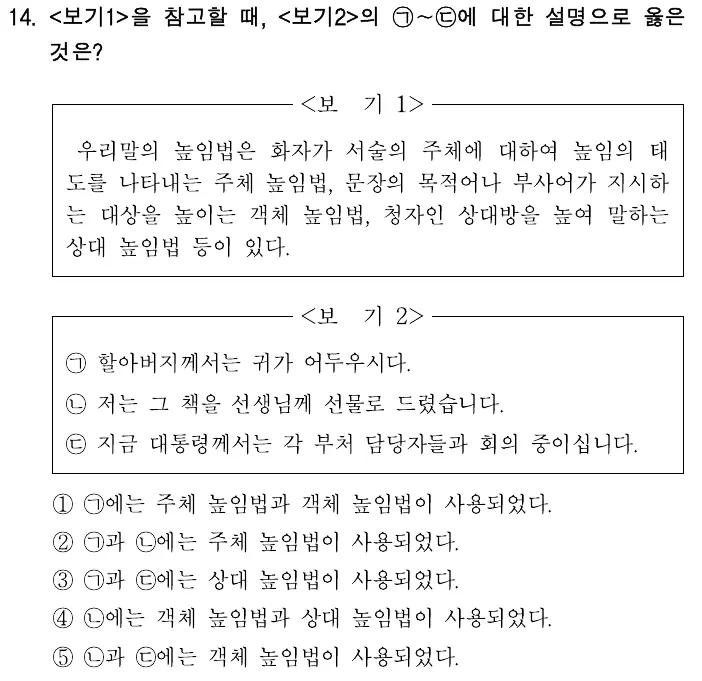 14. <보기1>을 참고할 때, <보기2>의 ㉠~㉢에 대한 설명으로 옳은
것은?
<보 기 1>
우리말의 높임법은 화자가 서술의 주체에 대하여 높임의 태
도를 나타내는 주체 높임법, 문장의 목적어나 부사어가 지시하
는 대상을 높이는 객체 높임법, 청자인 상대방을 높여 말하는
상대 높임법 등이 있다.
<보 기 2>
㉠ 할아버지께서는 귀가 어두우시다.
㉡ 저는 그 책을 선생님께 선물로 드렸습니다.
㉢ 지금 대통령께서는 각 부처 담당자들과 회의 중이십니다.
① ㉠에는 주체 높임법과 객체 높임법이 사용되었다.
② ㉠과 ㉡에는 주체 높임법이 사용되었다.
③ ㉠과 ㉢에는 상대 높임법이 사용되었다.
④ ㉡에는 객체 높임법과 상대 높임법이 사용되었다.
⑤ ㉡과 ㉢에는 객체 높임법이 사용되었다.